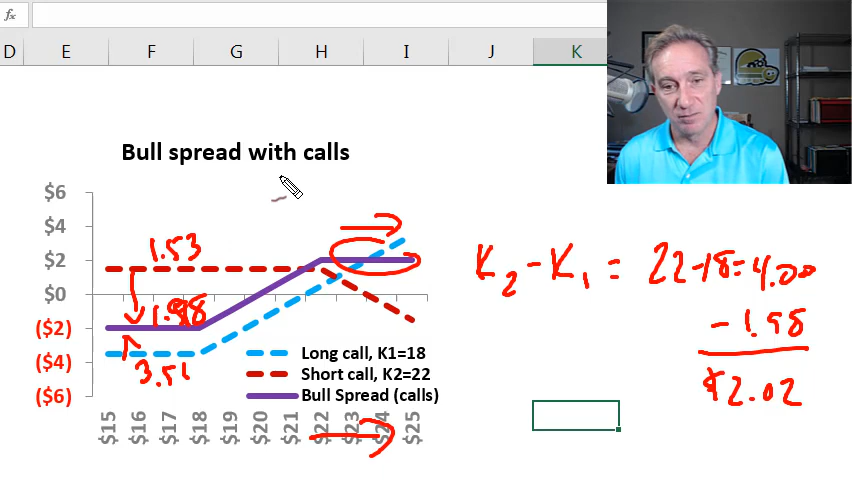 fx
D E F G H I J K
Bull spread with calls
$6
$4
$2
$0
($2)
($4)
($6)
1.53
1.98
3.51
Long call, K1=18
Short call, K2=22
Bull Spread (calls)
$15 $16 $17 $18 $19 $20 $21 $22 $23 $24 $25
K2 - K1 = 22-18=4.00
- 1.98
$2.02